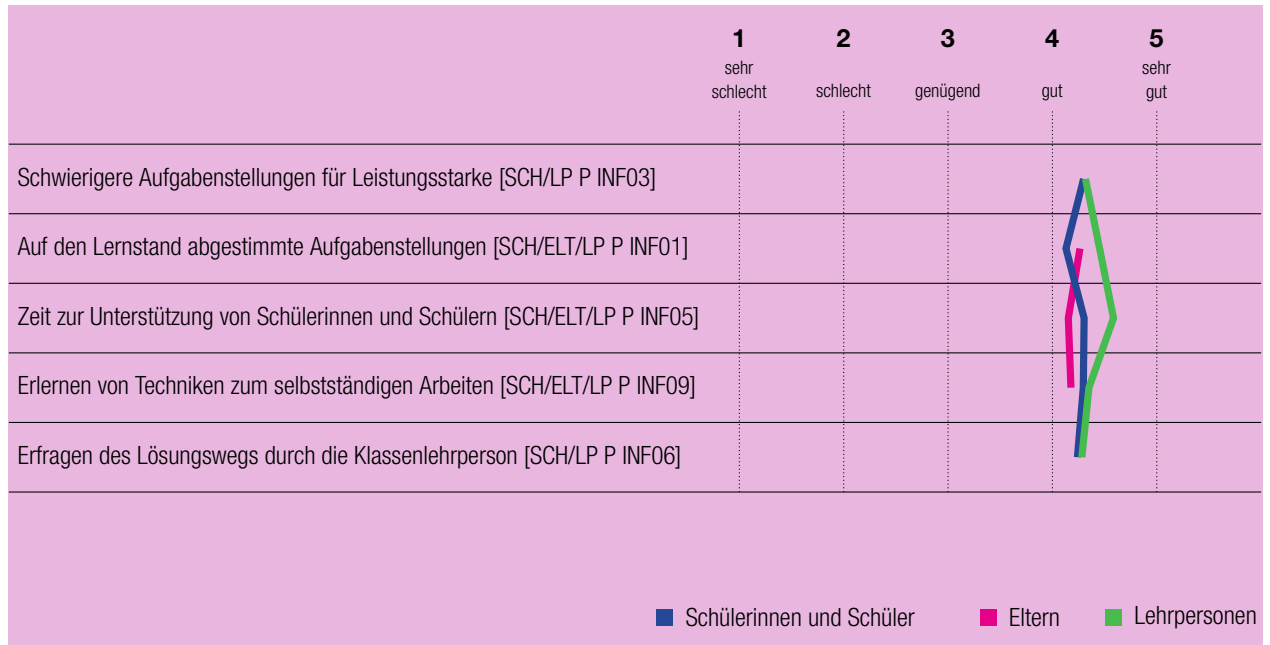 1 2 3 4 5
sehr schlecht schlecht genügend gut sehr gut
Schwierigere Aufgabenstellungen für Leistungsstarke [SCH/LP P INF03]
Auf den Lernstand abgestimmte Aufgabenstellungen [SCH/ELT/LP P INF01]
Zeit zur Unterstützung von Schülerinnen und Schülern [SCH/ELT/LP P INF05]
Erlernen von Techniken zum selbstständigen Arbeiten [SCH/ELT/LP P INF09]
Erfragen des Lösungswegs durch die Klassenlehrperson [SCH/LP P INF06]
Schülerinnen und Schüler Eltern Lehrpersonen